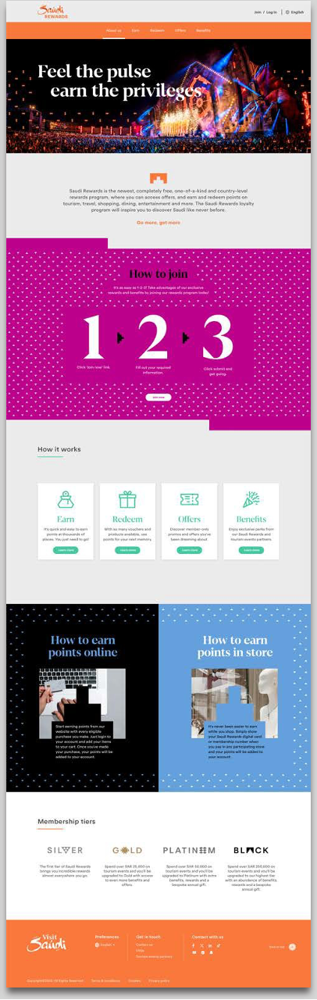 Saudi
REWARDS
Join / Log in | English
About us Earn Redeem Offers Benefits
Feel the pulse
earn the privileges
Saudi Rewards is the newest, completely free, one-of-a-kind and country-level
rewards program, where you can access offers, and earn and redeem points on
tourism, travel, shopping, dining, entertainment and more. The Saudi Rewards loyalty
program will inspire you to discover Saudi like never before.
Go more, get more
How to join
It's as easy as 1-2-3! Take advantages of our exclusive
rewards and benefits by joining our rewards program today!
1 2 3
Click 'Join now' link.
Fill out your required
information.
Click submit and
get going.
Join now
How it works
Earn
It's quick and easy to earn
points at thousands of
places. You just need to go!
Learn more
Redeem
With so many vouchers and
products available, use
points for your next memory.
Learn more
Offers
Discover member-only
promos and offers you've
been dreaming about.
Learn more
Benefits
Enjoy exclusive perks from
our Saudi Rewards and
tourism events partners.
Learn more
How to earn
points online
Start earning points from our
website with every eligible
purchase you make. Just login to
your account and add your items
to your cart. Once you've made
your purchase, your points will be
added to your account.
How to earn
points in store
It's never been easier to earn
while you shop. Simply show
your Saudi Rewards digital card
or membership number when
you pay in any participating store
and your points will be added to
your account.
Membership tiers
SILVER
The first tier of Saudi Rewards
brings you incredible rewards
almost everywhere you go.
GOLD
Spend over SAR 25,000 on
tourism events and you'll be
upgraded to Gold with access
to even more benefits and
offers.
PLATINUM
Spend over SAR 50,000 on
tourism events and you'll be
upgraded to Platinum with extra
benefits, rewards and a
bespoke annual gift.
BLACK
Spend over SAR 200,000 on
tourism events and you'll be
upgraded to our highest tier
with an abundance of benefits,
rewards and a bespoke
annual gift.
Visit
Saudi
Preferences
English
Get in touch
Contact us
FAQs
Connect with us
Back to top
Terms & conditions Cookies Privacy policy